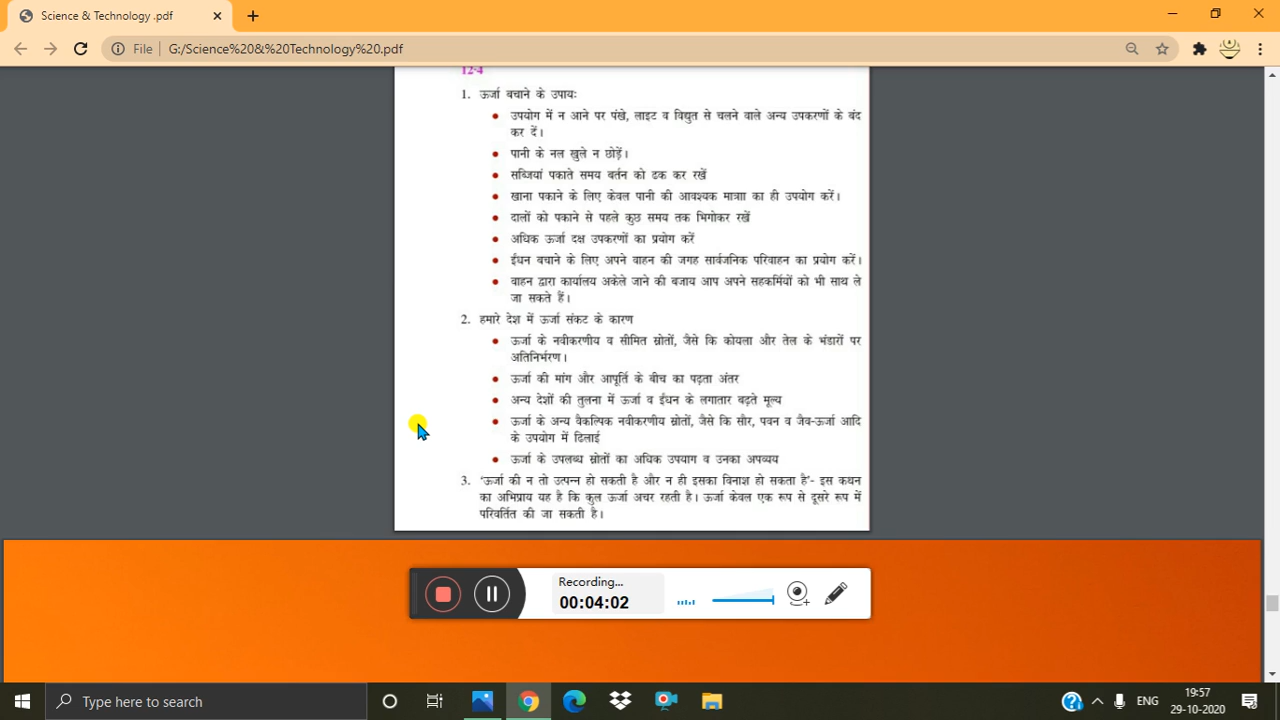 Science & Technology .pdf
File G:/Science%20&%20Technology%20.pdf
12·4
1. ऊर्जा बचाने के उपायः
• उपयोग में न आने पर पंखे, लाइट व विद्युत से चलने वाले अन्य उपकरणों के बंद
कर दें।
• पानी के नल खुले न छोड़ें।
• सब्जियां पकाते समय बर्तन को ढक कर रखें
• खाना पकाने के लिए केवल पानी की आवश्यक मात्राा का ही उपयोग करें।
• दालों को पकाने से पहले कुछ समय तक भिगोकर रखें
• अधिक ऊर्जा दक्ष उपकरणों का प्रयोग करें
• ईंधन बचाने के लिए अपने वाहन की जगह सार्वजनिक परिवाहन का प्रयोग करें।
• वाहन द्वारा कार्यालय अकेले जाने की बजाय आप अपने सहकर्मियों को भी साथ ले
जा सकते हैं।
2. हमारे देश में ऊर्जा संकट के कारण
• ऊर्जा के नवीकरणीय व सीमित स्रोतों, जैसे कि कोयला और तेल के भंडारों पर
अतिनिर्भरण।
• ऊर्जा की मांग और आपूर्ति के बीच का पढ़ता अंतर
• अन्य देशों की तुलना में ऊर्जा व ईंधन के लगातार बढ़ते मूल्य
• ऊर्जा के अन्य वैकल्पिक नवीकरणीय स्रोतों, जैसे कि सौर, पवन व जैव-ऊर्जा आदि
के उपयोग में ढिलाई
• ऊर्जा के उपलब्ध स्रोतों का अधिक उपयाग व उनका अपव्यय
3. ‘ऊर्जा की न तो उत्पन्न हो सकती है और न ही इसका विनाश हो सकता है’- इस कथन
का अभिप्राय यह है कि कुल ऊर्जा अचर रहती है। ऊर्जा केवल एक रूप से दूसरे रूप में
परिवर्तित की जा सकती है।
Recording...
00:04:02
Type here to search
ENG
19:57
29-10-2020